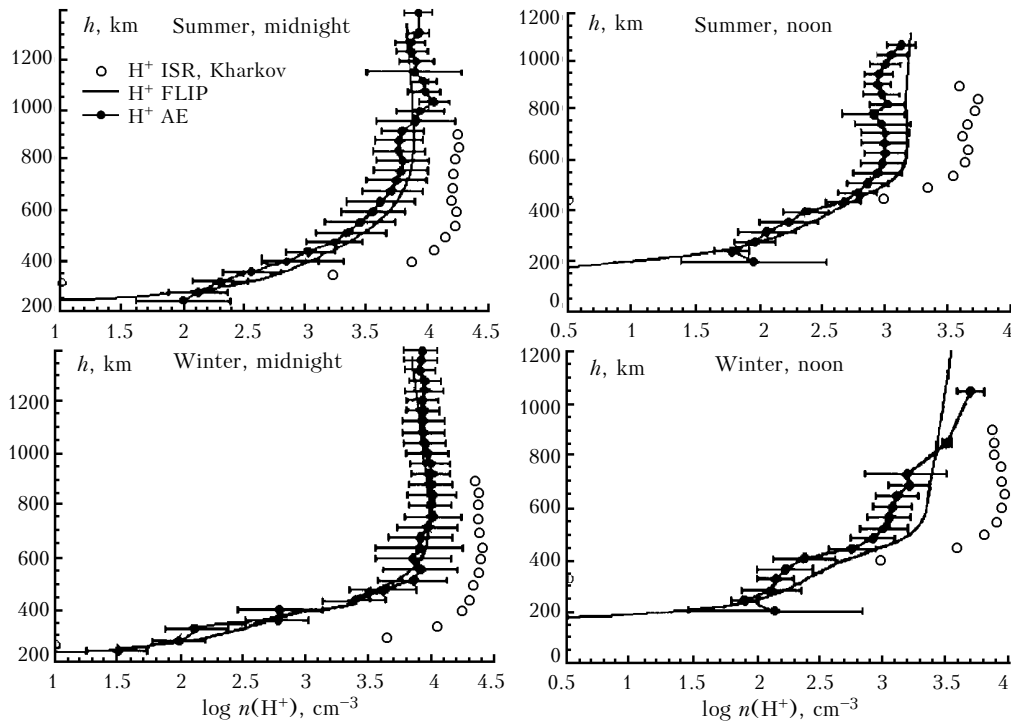 h, km
Summer, midnight
H⁺ ISR, Kharkov
H⁺ FLIP
H⁺ AE
1200
1000
800
600
400
200
1 1.5 2 2.5 3 3.5 4 4.5
h, km
Summer, noon
1200
1000
800
600
400
200
0
0.5 1 1.5 2 2.5 3 3.5 4
h, km
Winter, midnight
1200
1000
800
600
400
200
1 1.5 2 2.5 3 3.5 4 4.5
log n(H⁺), cm⁻³
h, km
Winter, noon
1200
1000
800
600
400
200
0
0.5 1 1.5 2 2.5 3 3.5 4
log n(H⁺), cm⁻³